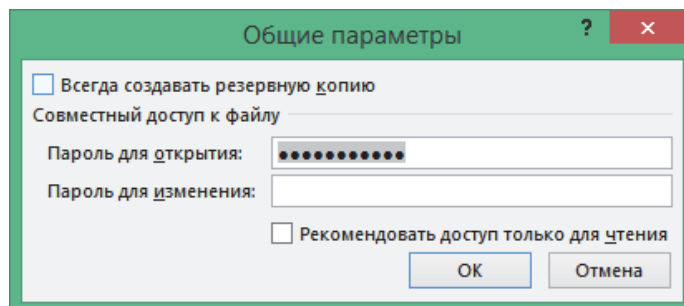 Общие параметры ? ×
Всегда создавать резервную копию
Совместный доступ к файлу
Пароль для открытия: ●●●●●●●●●●●
Пароль для изменения:
Рекомендовать доступ только для чтения
ОК Отмена